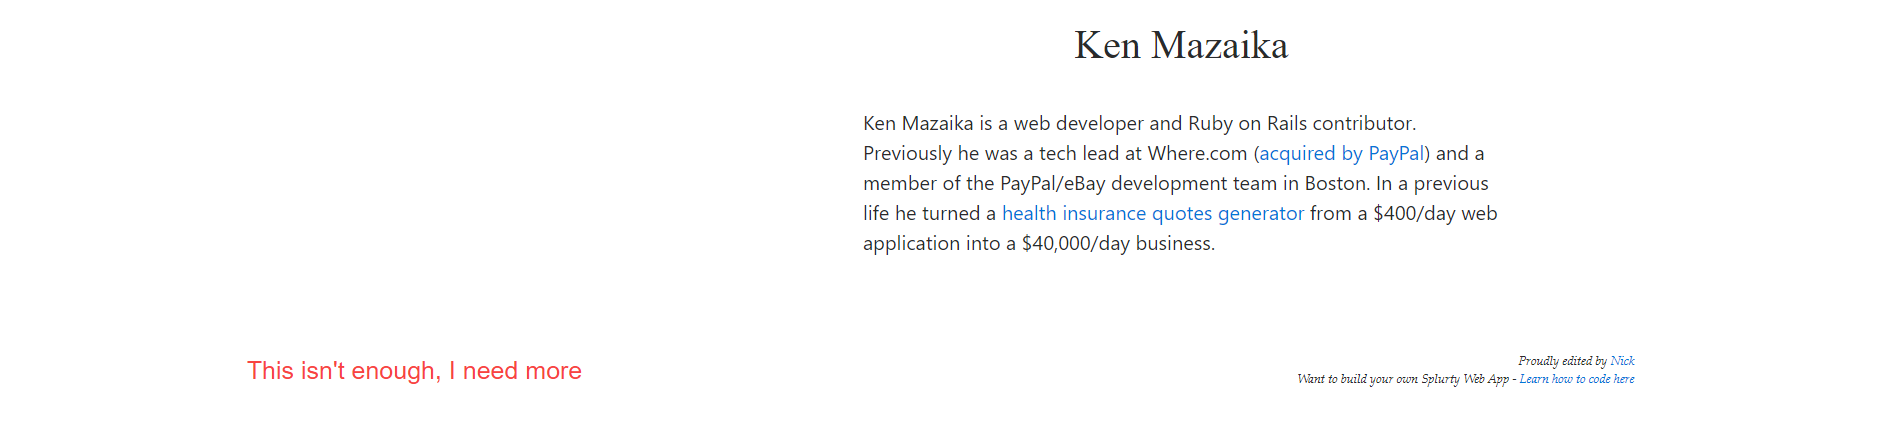 Ken Mazaika
Ken Mazaika is a web developer and Ruby on Rails contributor.
Previously he was a tech lead at Where.com (acquired by PayPal) and a
member of the PayPal/eBay development team in Boston. In a previous
life he turned a health insurance quotes generator from a $400/day web
application into a $40,000/day business.
This isn't enough, I need more
Proudly edited by Nick
Want to build your own Splurty Web App - Learn how to code here